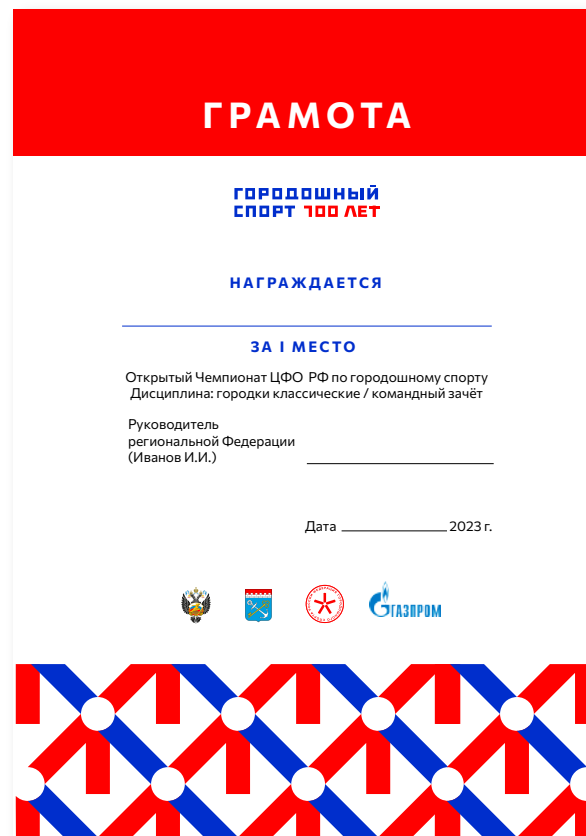 ГРАМОТА
ГОРОДОШНЫЙ
СПОРТ 100 ЛЕТ
НАГРАЖДАЕТСЯ
ЗА I МЕСТО
Открытый Чемпионат ЦФО РФ по городошному спорту
Дисциплина: городки классические / командный зачёт
Руководитель
региональной Федерации
(Иванов И.И.)
Дата 2023 г.
ГАЗПРОМ